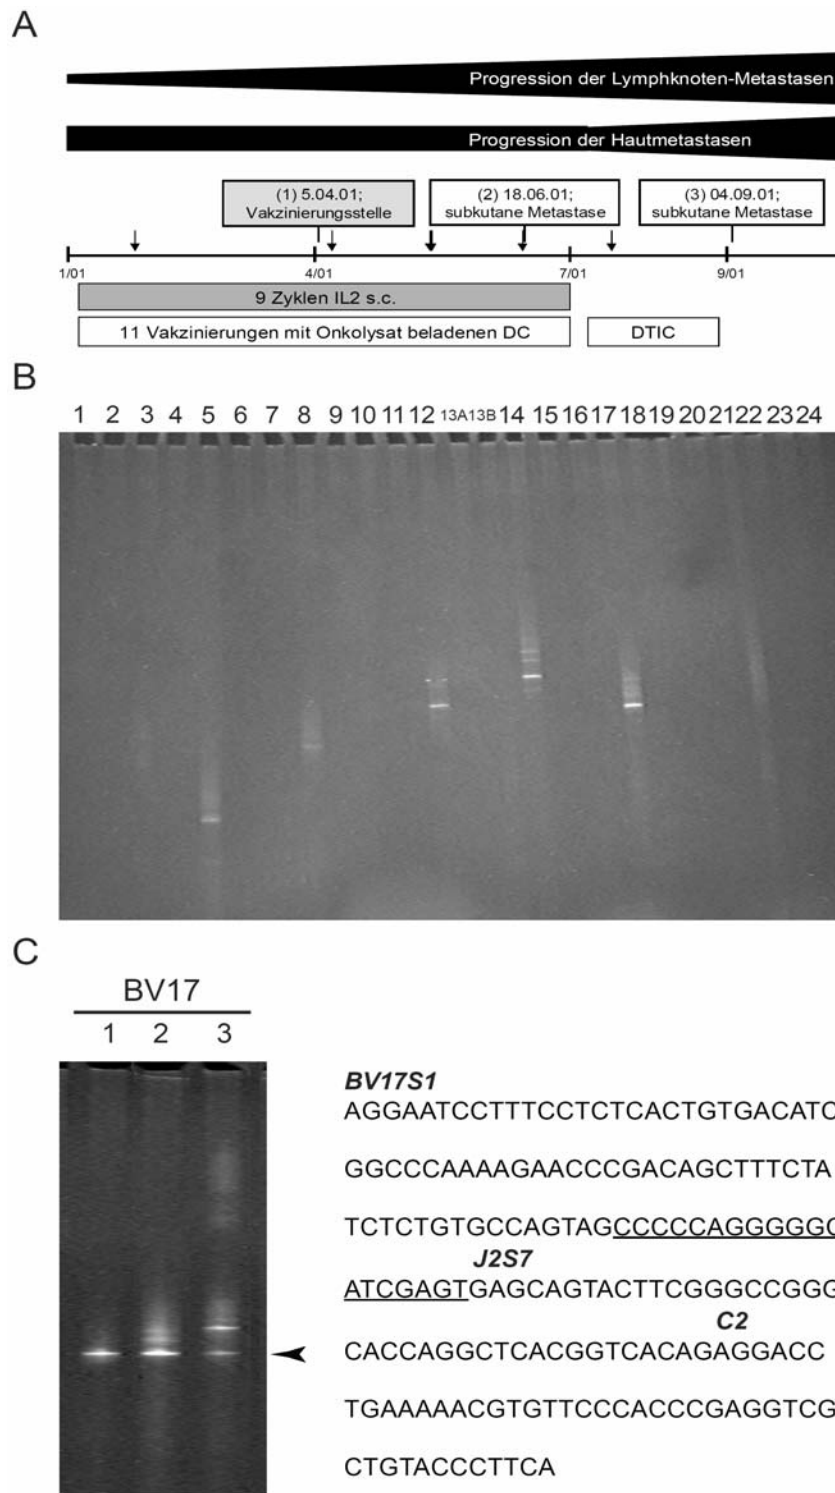 A
Progression der Lymphknoten-Metastasen
Progression der Hautmetastasen
(1) 5.04.01;
Vakzinierungsstelle
(2) 18.06.01;
subkutane Metastase
(3) 04.09.01;
subkutane Metastase
1/01 4/01 7/01 9/01
9 Zyklen IL2 s.c.
11 Vakzinierungen mit Onkolysat beladenen DC
DTIC
B
1 2 3 4 5 6 7 8 9 10 11 12 13A 13B 14 15 16 17 18 19 20 21 22 23 24
C
BV17
1 2 3
BV17S1
AGGAATCCTTTCCTCTCACTGTGACATC
GGCCCAAAAGAACCCGACAGCTTTCTA
TCTCTGTGCCAGTAGCCCCCAGGGGGC
J2S7
ATCGAGTGAGCAGTACTTCGGGCCGGG
C2
CACCAGGCTCACGGTCACAGAGGACC
TGAAAAACGTGTTCCCACCCGAGGTCG
CTGTACCCTTCA